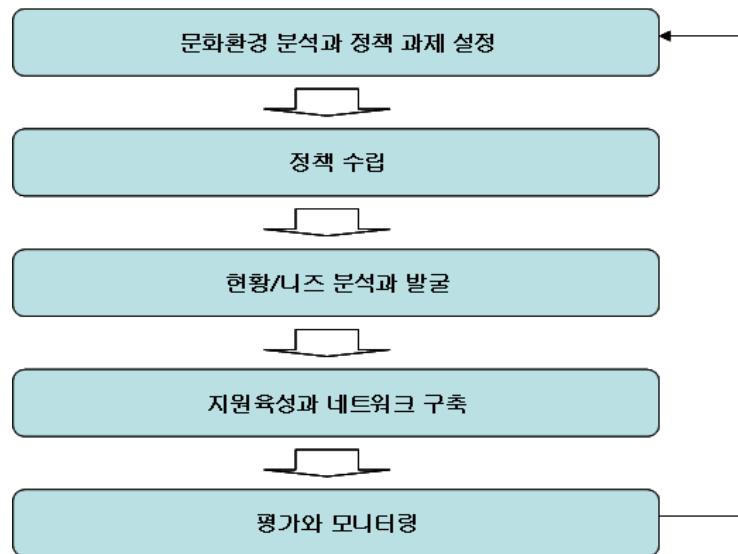 문화환경 분석과 정책 과제 설정
정책 수립
현황/니즈 분석과 발굴
지원육성과 네트워크 구축
평가와 모니터링